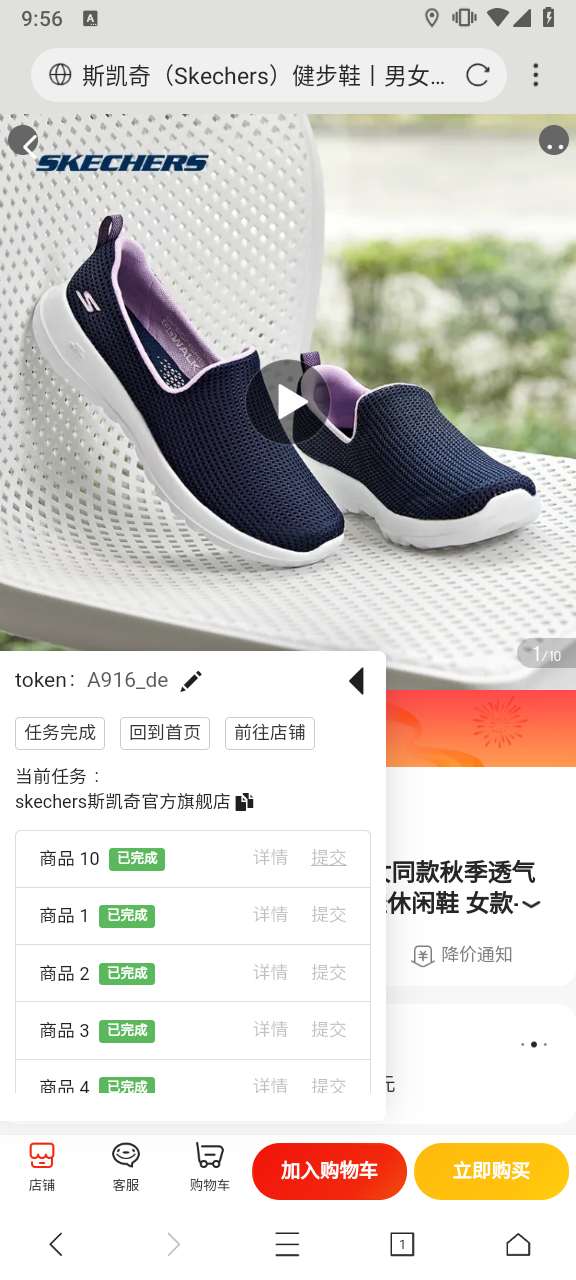 9:56
斯凯奇（Skechers）健步鞋丨男女...
SKECHERS
GOWALK
1/10
token： A916_de
任务完成 回到首页 前往店铺
当前任务：
skechers斯凯奇官方旗舰店
商品 10 已完成 详情 提交
商品 1 已完成 详情 提交
商品 2 已完成 详情 提交
商品 3 已完成 详情 提交
商品 4 已完成 详情 提交
女同款秋季透气
休闲鞋 女款-
降价通知
元
店铺 客服 购物车 加入购物车 立即购买
1